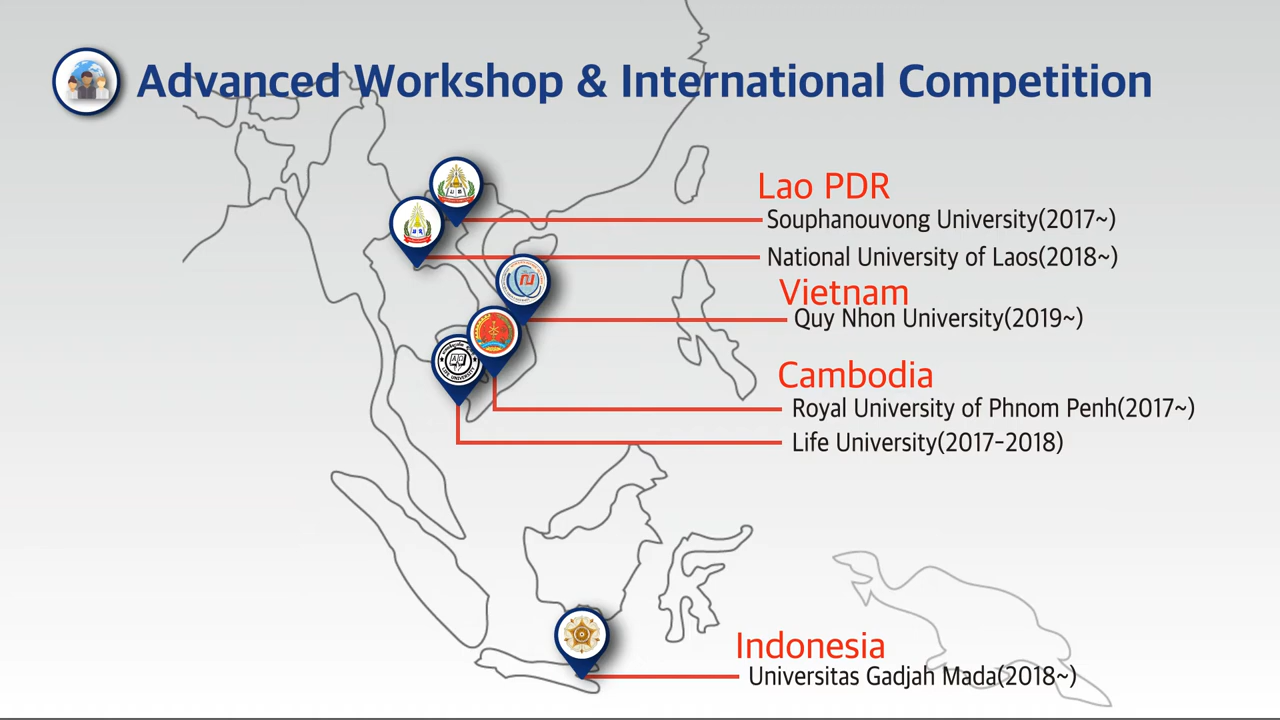 Advanced Workshop & International Competition
Lao PDR
Souphanouvong University(2017~)
National University of Laos(2018~)
Vietnam
Quy Nhon University(2019~)
Cambodia
Royal University of Phnom Penh(2017~)
Life University(2017-2018)
Indonesia
Universitas Gadjah Mada(2018~)